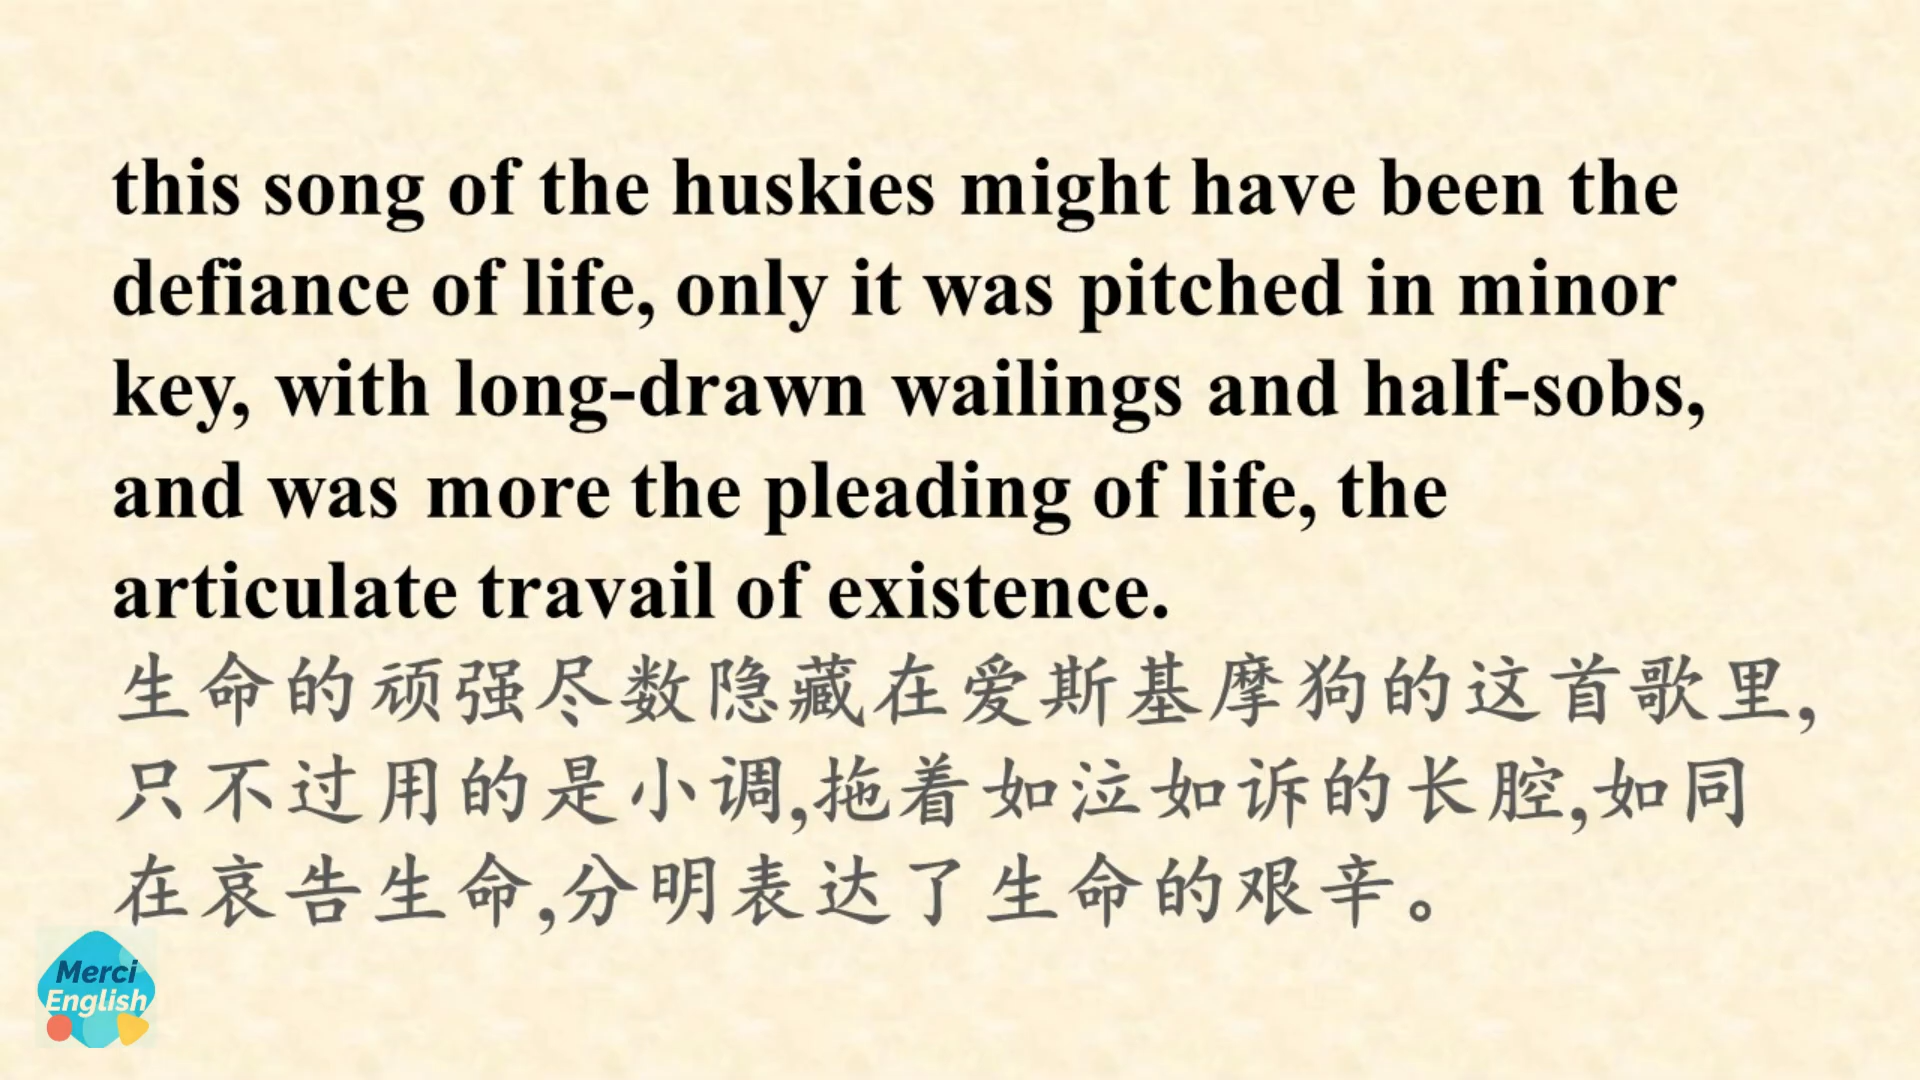 this song of the huskies might have been the
defiance of life, only it was pitched in minor
key, with long-drawn wailings and half-sobs,
and was more the pleading of life, the
articulate travail of existence.
生命的顽强尽数隐藏在爱斯基摩狗的这首歌里,
只不过用的是小调,拖着如泣如诉的长腔,如同
在哀告生命,分明表达了生命的艰辛。
Merci
English